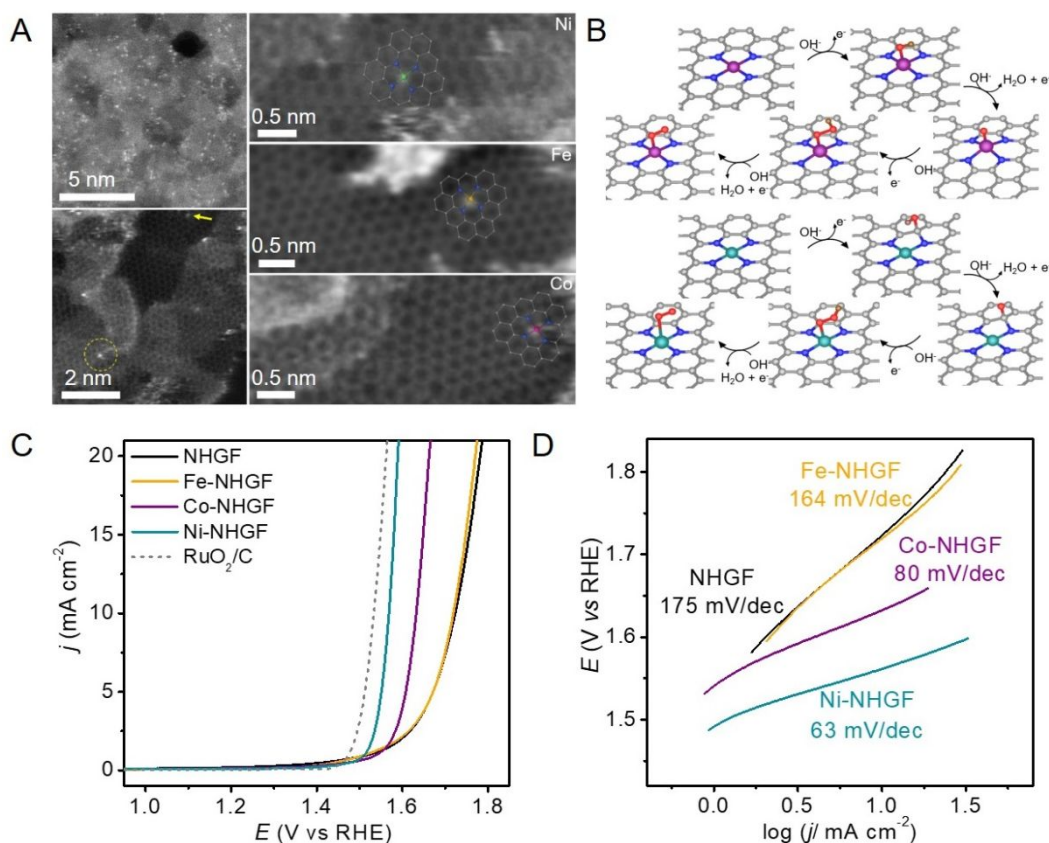 A
5 nm
2 nm
Ni
0.5 nm
Fe
0.5 nm
Co
0.5 nm
B
OH⁻ e⁻
OH⁻ H₂O + e⁻
OH⁻ e⁻
OH⁻ H₂O + e⁻
OH⁻ e⁻
OH⁻ H₂O + e⁻
OH⁻ e⁻
OH⁻ H₂O + e⁻
C
NHGF
Fe-NHGF
Co-NHGF
Ni-NHGF
RuO₂/C
20
15
10
5
0
j (mA cm⁻²)
1.0 1.2 1.4 1.6 1.8
E (V vs RHE)
D
Fe-NHGF
164 mV/dec
Co-NHGF
80 mV/dec
NHGF
175 mV/dec
Ni-NHGF
63 mV/dec
1.8
1.7
1.6
1.5
E (V vs RHE)
0.0 0.5 1.0 1.5
log (j/ mA cm⁻²)